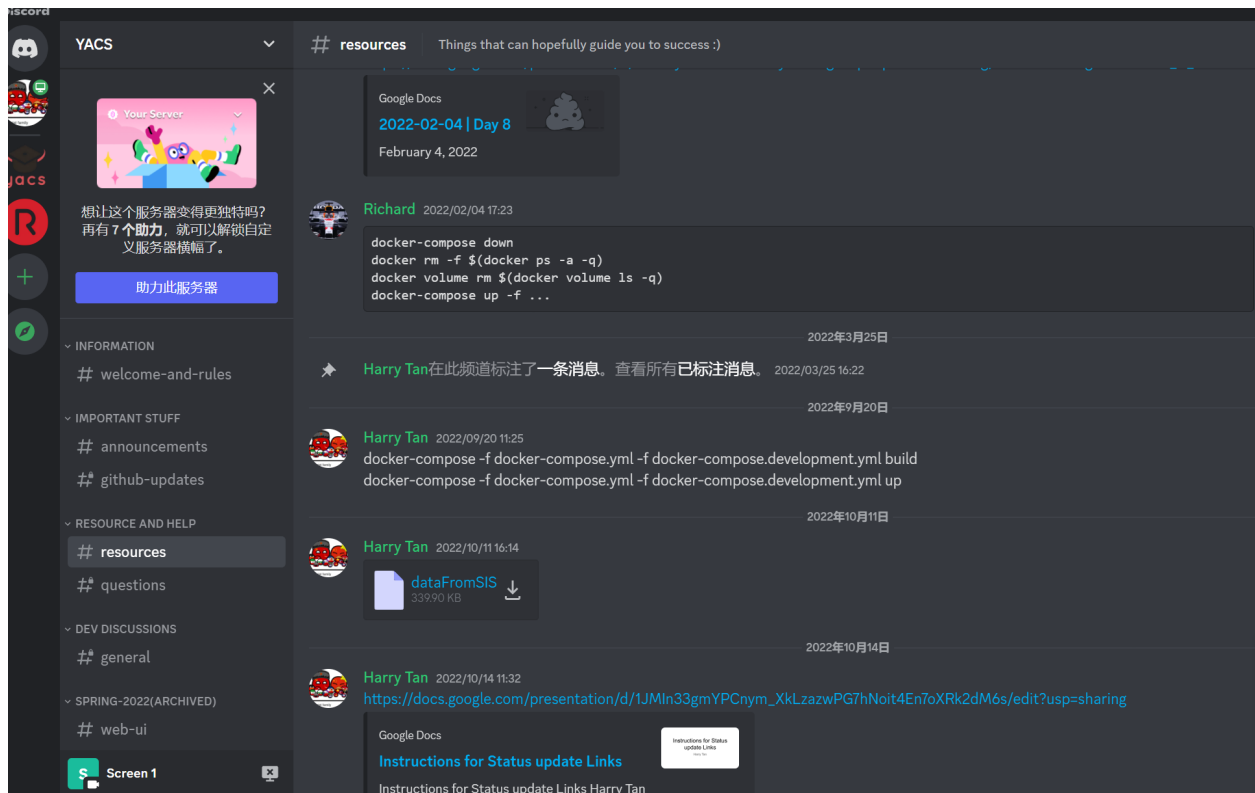 Discord
YACS
# resources
Things that can hopefully guide you to success :)
Your Server
想让这个服务器变得更独特吗?
再有 7 个助力，就可以解锁自定
义服务器横幅了。
助力此服务器
INFORMATION
# welcome-and-rules
IMPORTANT STUFF
# announcements
# github-updates
RESOURCE AND HELP
# resources
# questions
DEV DISCUSSIONS
# general
SPRING-2022(ARCHIVED)
# web-ui
S
Screen 1
yacs
R
Google Docs
2022-02-04 | Day 8
February 4, 2022
Richard 2022/02/04 17:23
docker-compose down
docker rm -f $(docker ps -a -q)
docker volume rm $(docker volume ls -q)
docker-compose up -f ...
2022年3月25日
Harry Tan在此频道标注了一条消息。查看所有已标注消息。 2022/03/25 16:22
2022年9月20日
Harry Tan 2022/09/20 11:25
docker-compose -f docker-compose.yml -f docker-compose.development.yml build
docker-compose -f docker-compose.yml -f docker-compose.development.yml up
2022年10月11日
Harry Tan 2022/10/11 16:14
dataFromSIS
339.90 KB
2022年10月14日
Harry Tan 2022/10/14 11:32
https://docs.google.com/presentation/d/1JMIn33gmYPCnym_XkLzazwPG7hNoit4En7oXRk2dM6s/edit?usp=sharing
Google Docs
Instructions for Status update Links
Instructions for Status update Links Harry Tan
Instructions for Status
update Links